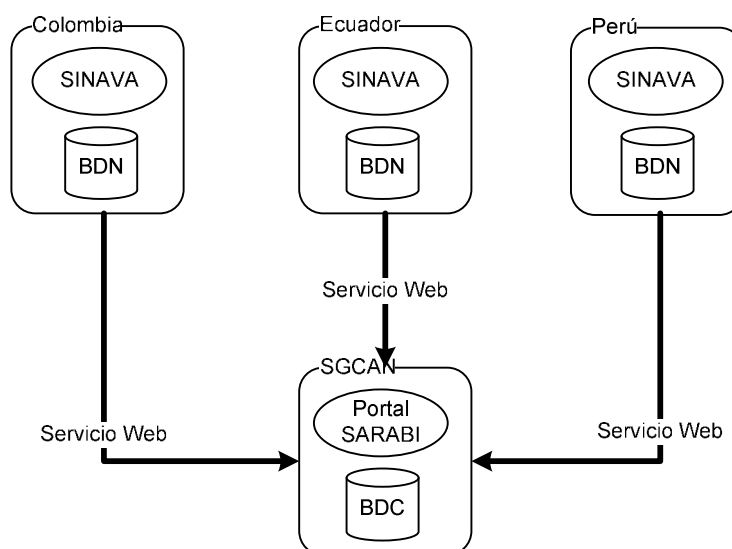 Colombia
Ecuador
Perú
SINAVA
SINAVA
SINAVA
BDN
BDN
BDN
Servicio Web
SGCAN
Portal
SARABI
Servicio Web
Servicio Web
BDC